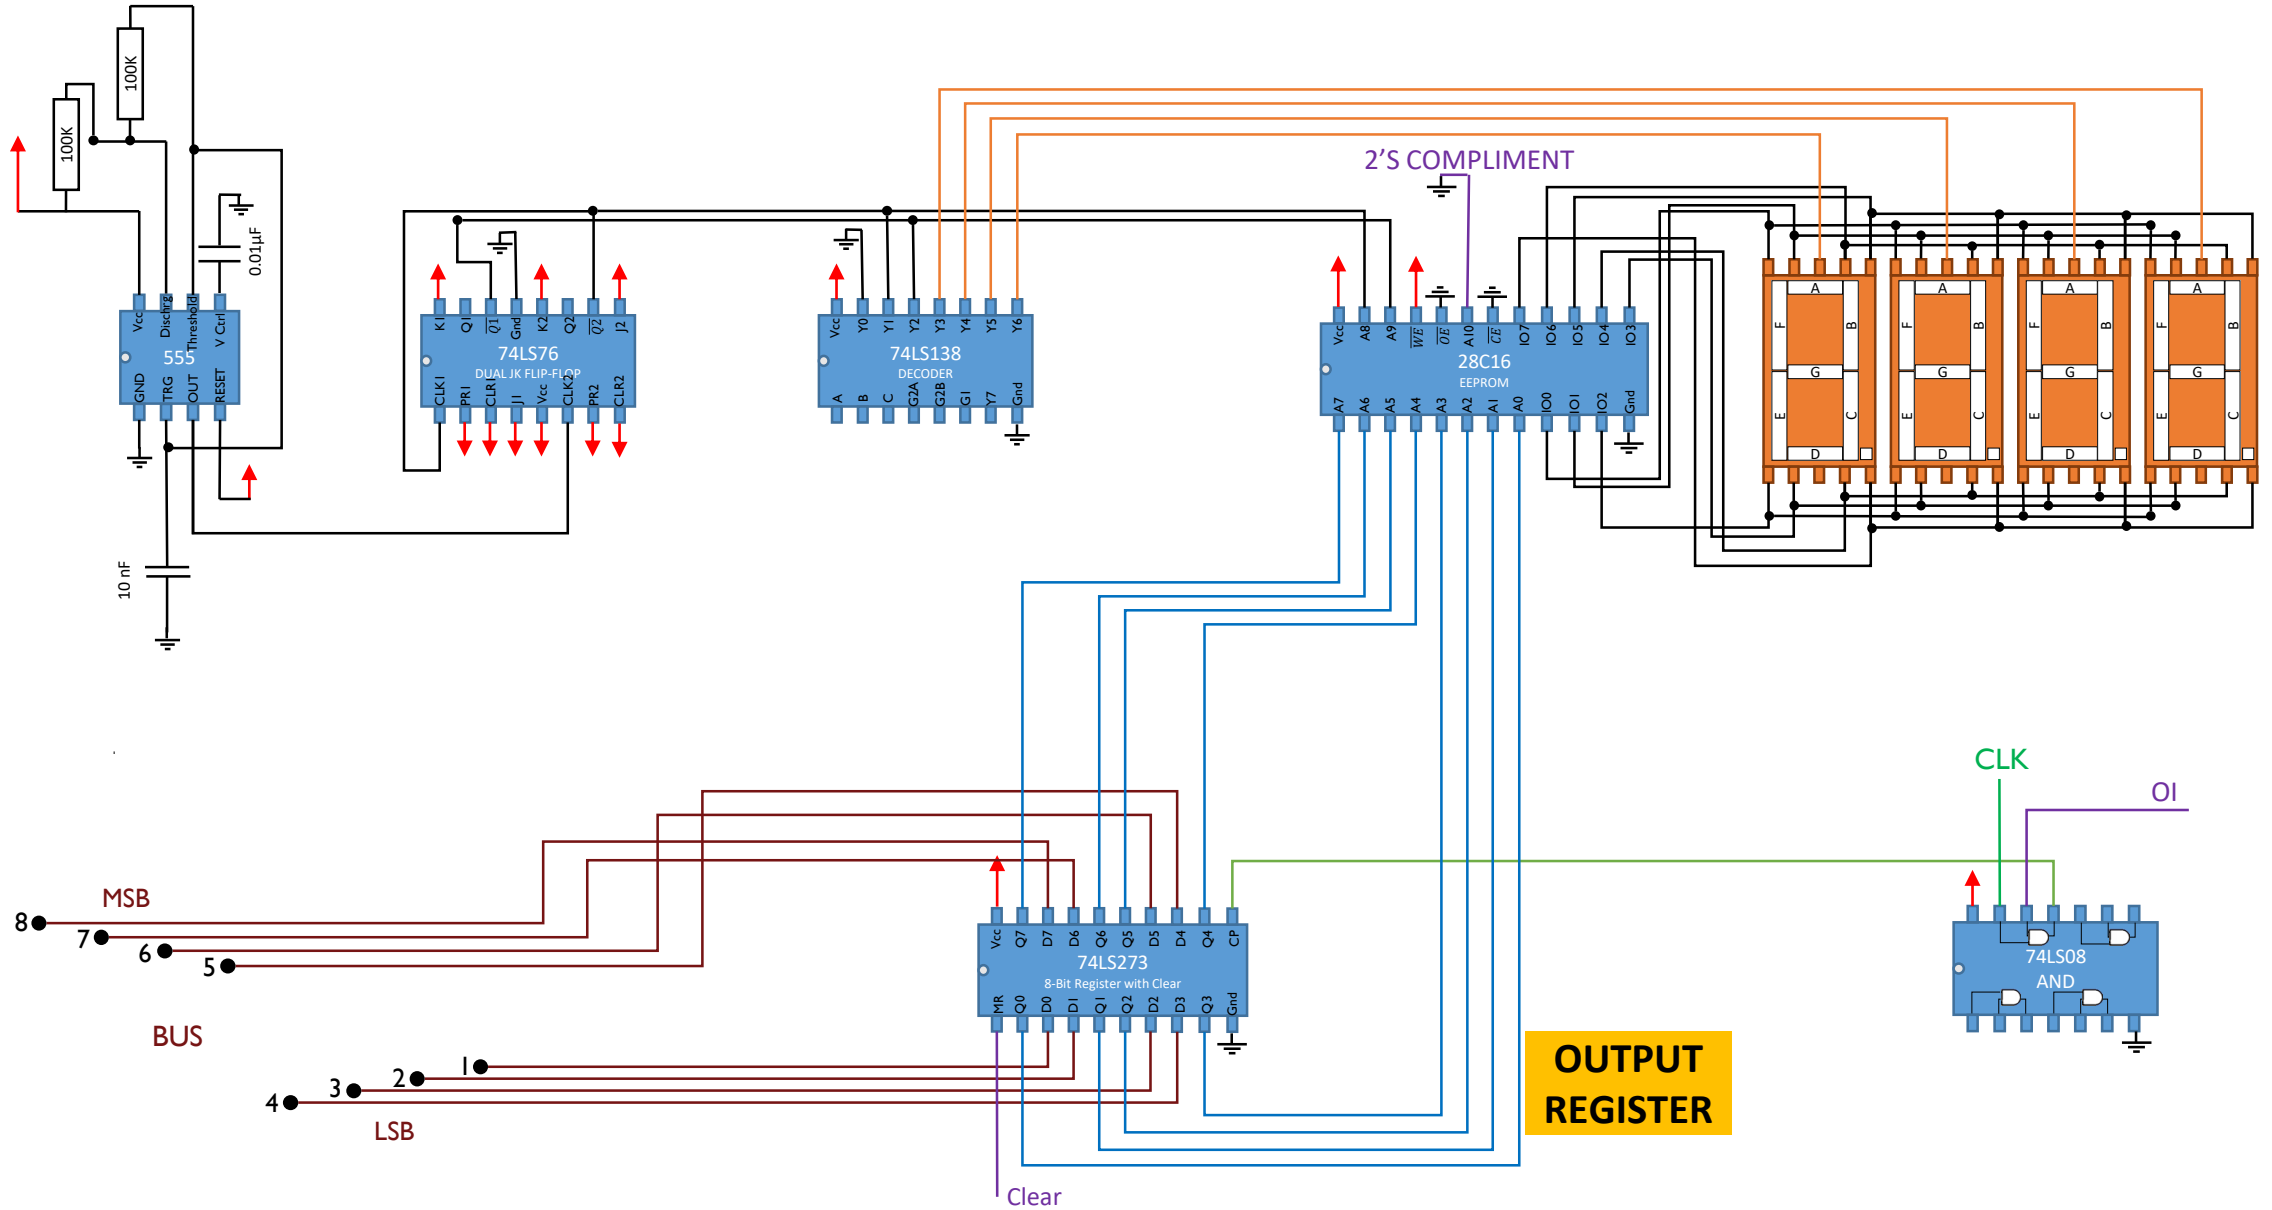 100K
100K
2'S COMPLIMENT
0.01µF
Vcc Dischrg Threshold V Ctrl
555
GND TRG OUT RESET
K1 Q1 Q1 Gnd K2 Q2 Q2 J2
74LS76
DUAL JK FLIP-FLOP
CLK1 PR1 CLR1 J1 Vcc CLK2 PR2 CLR2
Vcc Y0 Y1 Y2 Y3 Y4 Y5 Y6
74LS138
DECODER
A B C G2A G2B G1 Y7 Gnd
Vcc A8 A9 WE OE A10 CE IO7 IO6 IO5 IO4 IO3
28C16
EEPROM
A7 A6 A5 A4 A3 A2 A1 A0 IO0 IO1 IO2 Gnd
A A A A
F B F B F B F B
G G G G
E C E C E C E C
D D D D
10 nF
CLK
OI
MSB
8
7
6
5
Vcc Q7 D7 D6 Q6 Q5 D5 D4 Q4 CP
74LS273
8-Bit Register with Clear
MR Q0 D0 D1 Q1 Q2 D2 D3 Q3 Gnd
74LS08
AND
BUS
1
2
3
4
LSB
OUTPUT
REGISTER
Clear